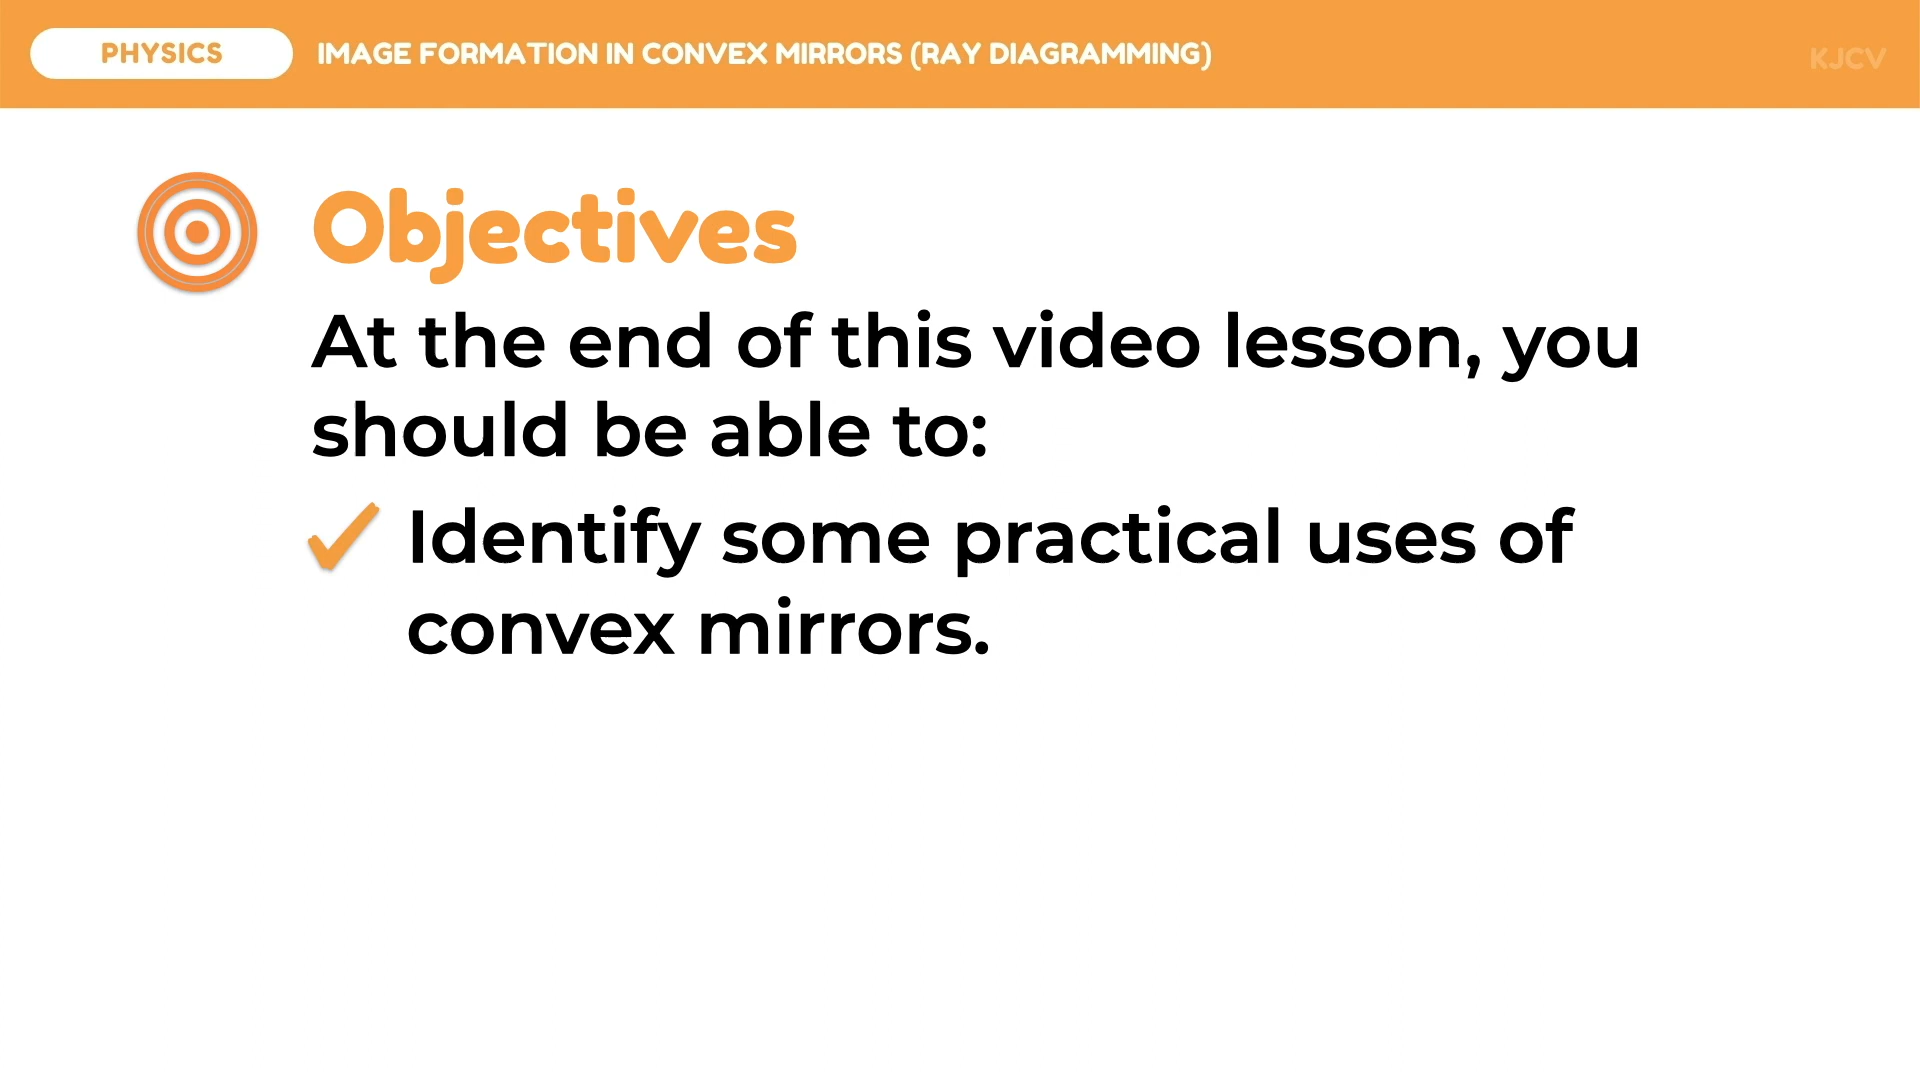 PHYSICS
IMAGE FORMATION IN CONVEX MIRRORS (RAY DIAGRAMMING)
KJCV
Objectives
At the end of this video lesson, you
should be able to:
Identify some practical uses of
convex mirrors.